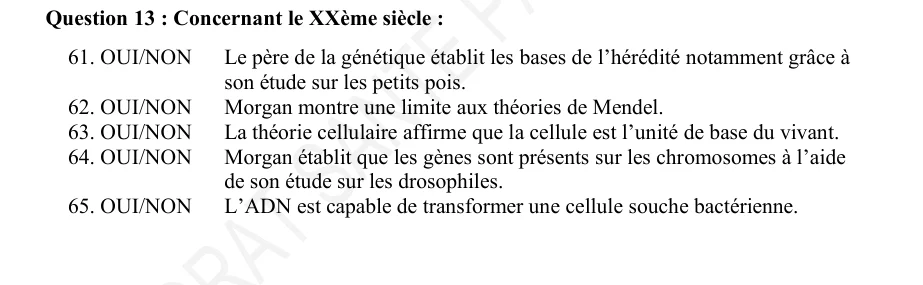 Question 13 : Concernant le XXème siècle :
61. OUI/NON Le père de la génétique établit les bases de l'hérédité notamment grâce à
son étude sur les petits pois.
62. OUI/NON Morgan montre une limite aux théories de Mendel.
63. OUI/NON La théorie cellulaire affirme que la cellule est l'unité de base du vivant.
64. OUI/NON Morgan établit que les gènes sont présents sur les chromosomes à l'aide
de son étude sur les drosophiles.
65. OUI/NON L'ADN est capable de transformer une cellule souche bactérienne.